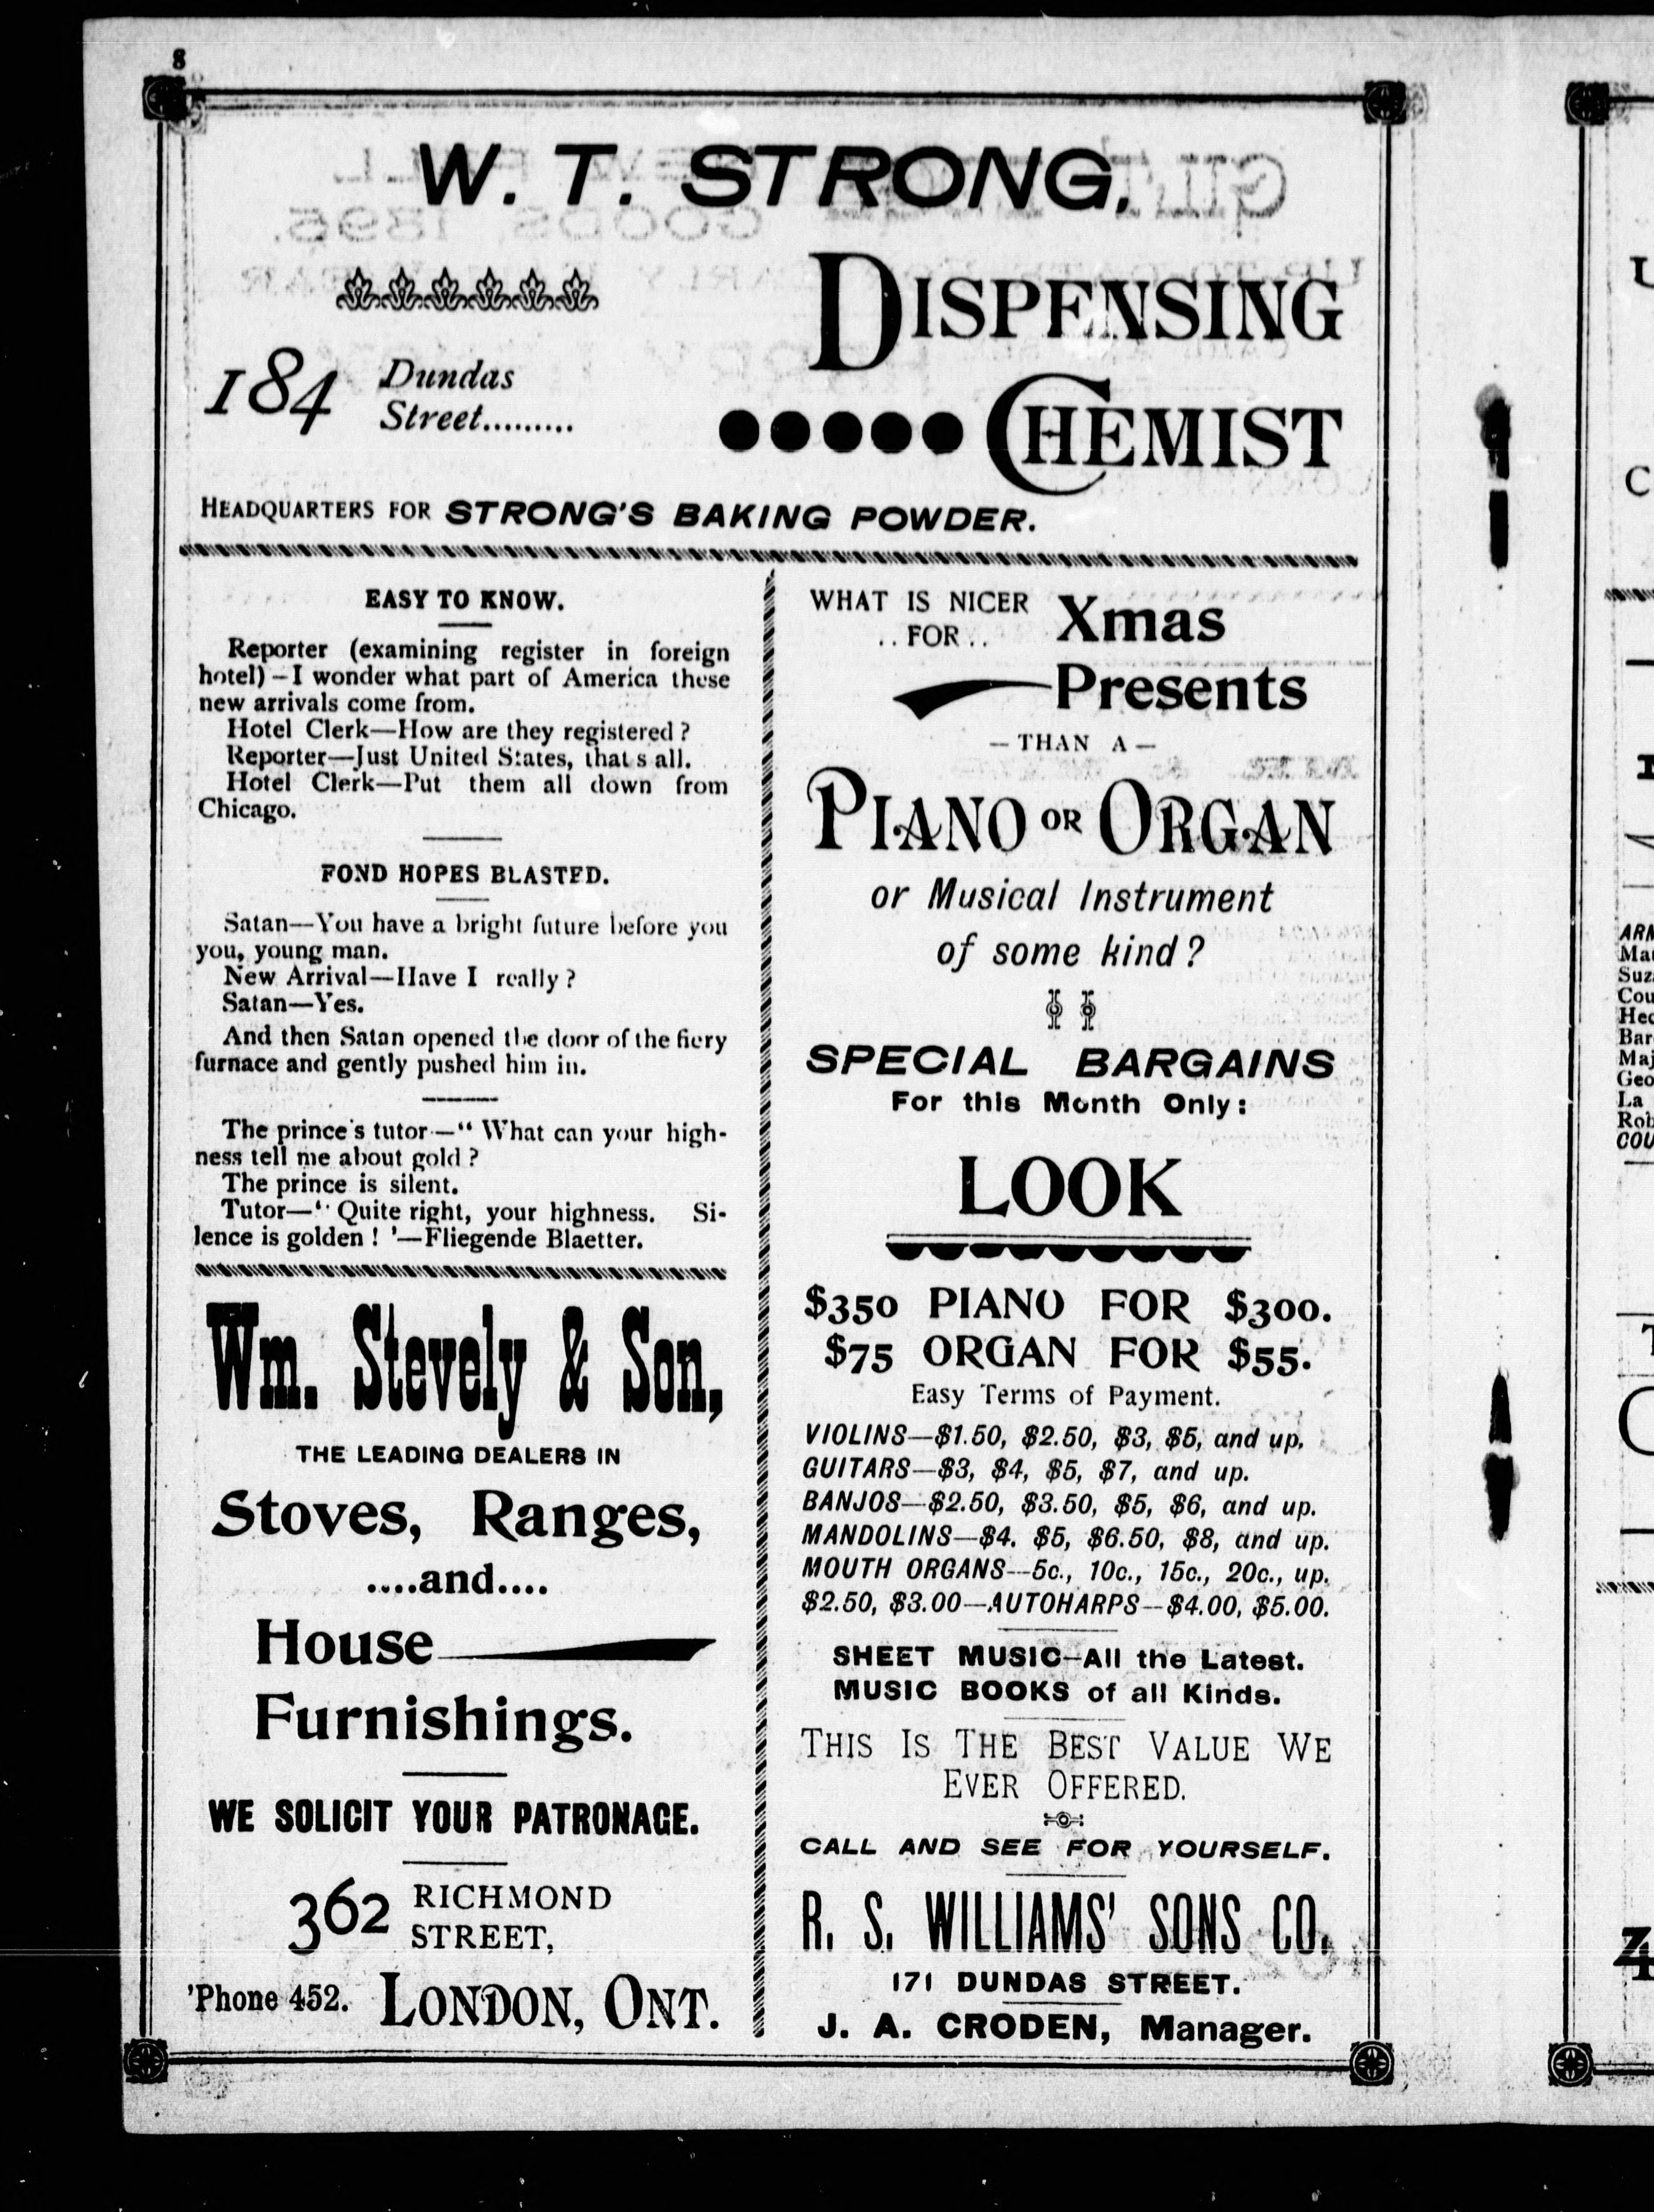 8
W. T. STRONG,
DISPENSING
184 Dundas
Street.........
●●●●● CHEMIST
HEADQUARTERS FOR STRONG'S BAKING POWDER.
EASY TO KNOW.
Reporter (examining register in foreign
hotel)—I wonder what part of America these
new arrivals come from.
Hotel Clerk—How are they registered?
Reporter—Just United States, that s all.
Hotel Clerk—Put them all down from
Chicago.
FOND HOPES BLASTED.
Satan—You have a bright future before you
you, young man.
New Arrival—Have I really?
Satan—Yes.
And then Satan opened the door of the fiery
furnace and gently pushed him in.
The prince's tutor—“ What can your high-
ness tell me about gold?
The prince is silent.
Tutor—“ Quite right, your highness. Si-
lence is golden! '—Fliegende Blaetter.
Wm. Stevely & Son,
THE LEADING DEALERS IN
Stoves, Ranges,
....and....
House
Furnishings.
WE SOLICIT YOUR PATRONAGE.
362 RICHMOND
STREET,
'Phone 452. LONDON, ONT.
WHAT IS NICER
..FOR.. Xmas
Presents
—THAN A—
PIANO OR ORGAN
or Musical Instrument
of some kind?
SPECIAL BARGAINS
For this Month Only:
LOOK
$350 PIANO FOR $300.
$75 ORGAN FOR $55.
Easy Terms of Payment.
VIOLINS—$1.50, $2.50, $3, $5, and up.
GUITARS—$3, $4, $5, $7, and up.
BANJOS—$2.50, $3.50, $5, $6, and up.
MANDOLINS—$4. $5, $6.50, $8, and up.
MOUTH ORGANS—5c., 10c., 15c., 20c., up.
$2.50, $3.00—AUTOHARPS—$4.00, $5.00.
SHEET MUSIC—All the Latest.
MUSIC BOOKS of all Kinds.
THIS IS THE BEST VALUE WE
EVER OFFERED.
CALL AND SEE FOR YOURSELF.
R. S. WILLIAMS' SONS CO.
171 DUNDAS STREET.
J. A. CRODEN, Manager.